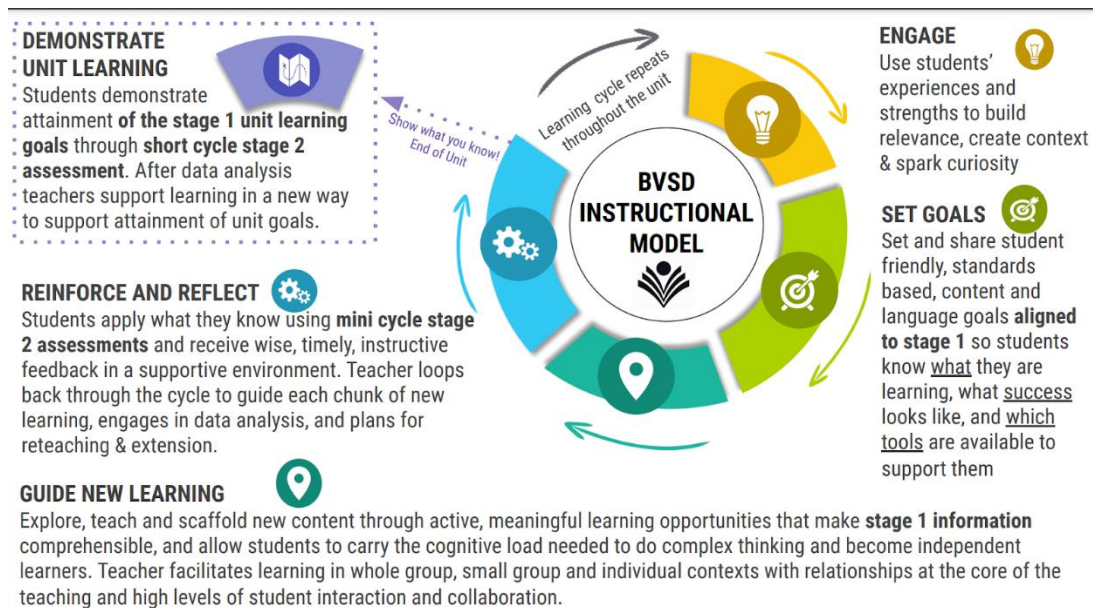 DEMONSTRATE
UNIT LEARNING
Students demonstrate
attainment of the stage 1 unit learning
goals through short cycle stage 2
assessment. After data analysis
teachers support learning in a new way
to support attainment of unit goals.
Show what you know!
End of Unit
Learning cycle repeats
throughout the unit
BVSD
INSTRUCTIONAL
MODEL
ENGAGE
Use students'
experiences and
strengths to build
relevance, create context
& spark curiosity
SET GOALS
Set and share student
friendly, standards
based, content and
language goals aligned
to stage 1 so students
know what they are
learning, what success
looks like, and which
tools are available to
support them
REINFORCE AND REFLECT
Students apply what they know using mini cycle stage
2 assessments and receive wise, timely, instructive
feedback in a supportive environment. Teacher loops
back through the cycle to guide each chunk of new
learning, engages in data analysis, and plans for
reteaching & extension.
GUIDE NEW LEARNING
Explore, teach and scaffold new content through active, meaningful learning opportunities that make stage 1 information
comprehensible, and allow students to carry the cognitive load needed to do complex thinking and become independent
learners. Teacher facilitates learning in whole group, small group and individual contexts with relationships at the core of the
teaching and high levels of student interaction and collaboration.